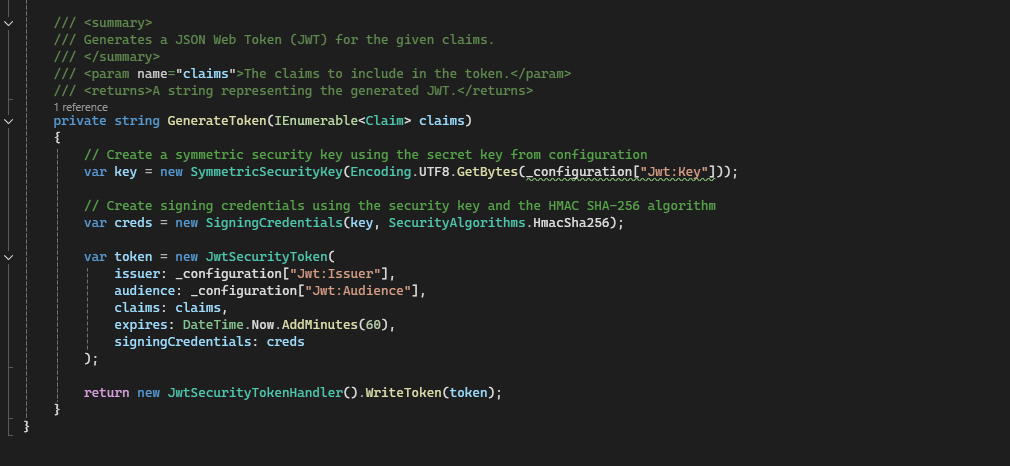 /// <summary>
/// Generates a JSON Web Token (JWT) for the given claims.
/// </summary>
/// <param name="claims">The claims to include in the token.</param>
/// <returns>A string representing the generated JWT.</returns>
1 reference
private string GenerateToken(IEnumerable<Claim> claims)
{
// Create a symmetric security key using the secret key from configuration
var key = new SymmetricSecurityKey(Encoding.UTF8.GetBytes(_configuration["Jwt:Key"]));
// Create signing credentials using the security key and the HMAC SHA-256 algorithm
var creds = new SigningCredentials(key, SecurityAlgorithms.HmacSha256);
var token = new JwtSecurityToken(
issuer: _configuration["Jwt:Issuer"],
audience: _configuration["Jwt:Audience"],
claims: claims,
expires: DateTime.Now.AddMinutes(60),
signingCredentials: creds
);
return new JwtSecurityTokenHandler().WriteToken(token);
}
}